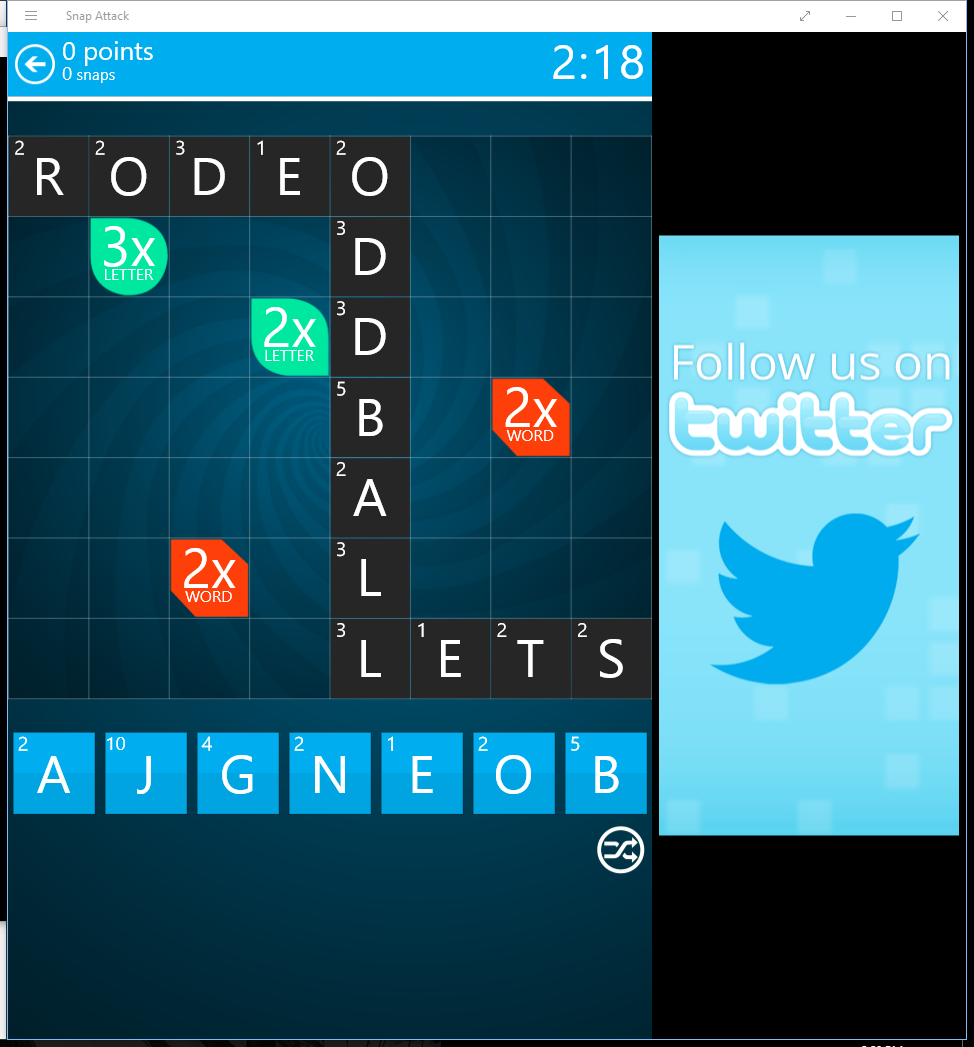 Snap Attack
0 points
0 snaps
2:18
2 R 2 O 3 D 1 E 2 O
3x
LETTER
3 D
2x
LETTER
3 D
5 B
2x
WORD
2 A
2x
WORD
3 L
3 L 1 E 2 T 2 S
2 A 10 J 4 G 2 N 1 E 2 O 5 B
Follow us on
twitter